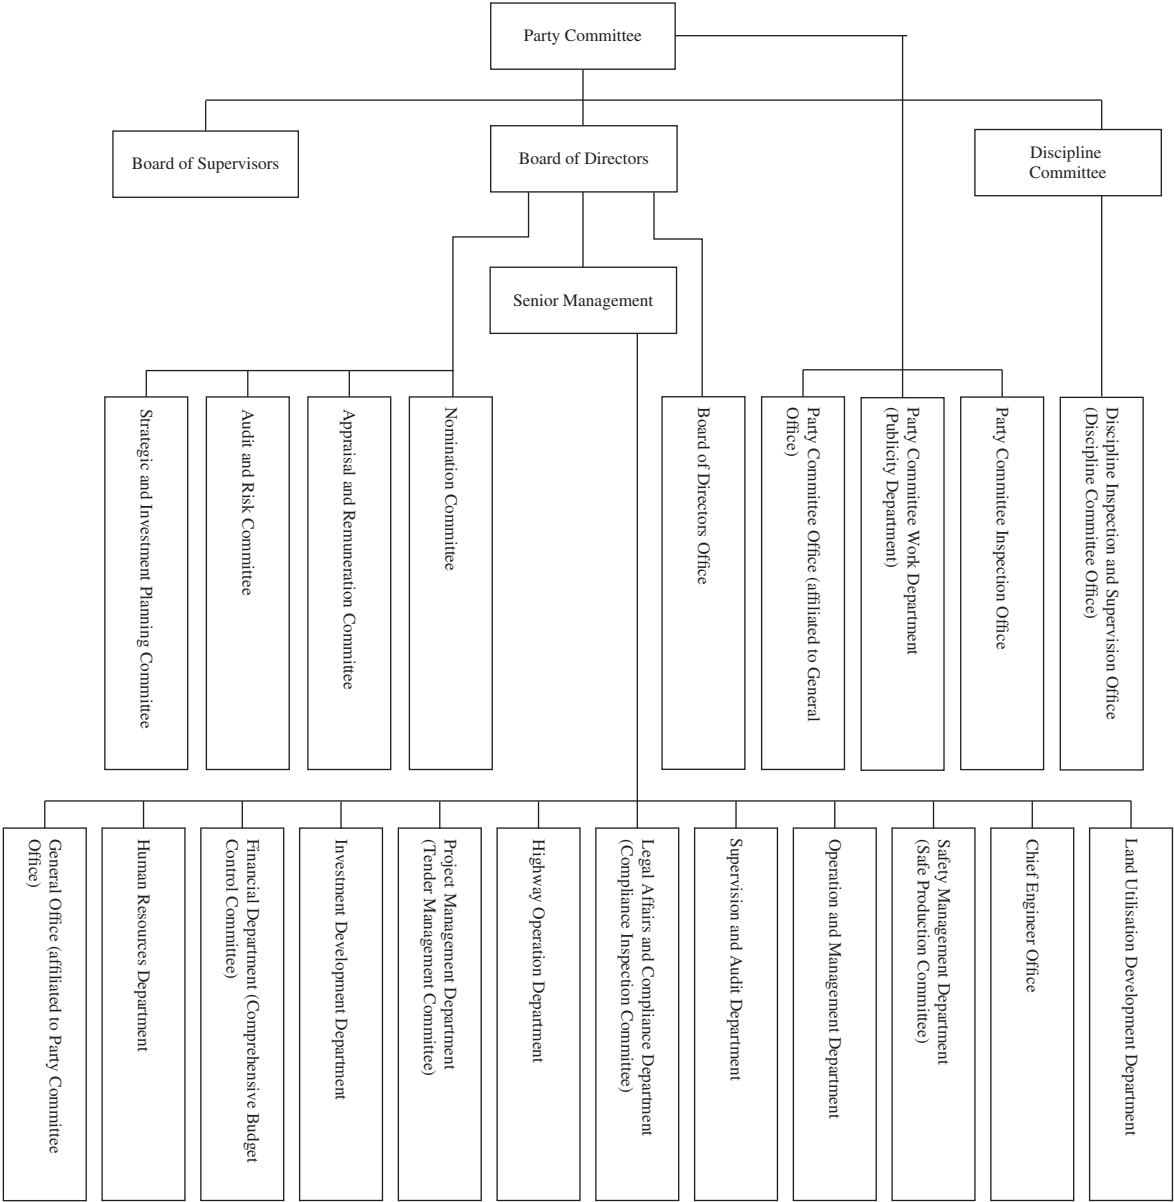 Party Committee
Board of Supervisors
Board of Directors
Discipline
Committee
Senior Management
Strategic and Investment Planning Committee
Audit and Risk Committee
Appraisal and Remuneration Committee
Nomination Committee
Board of Directors Office
Party Committee Office (affiliated to General
Office)
Party Committee Work Department
(Publicity Department)
Party Committee Inspection Office
Discipline Inspection and Supervision Office
(Discipline Committee Office)
General Office (affiliated to Party Committee
Office)
Human Resources Department
Financial Department (Comprehensive Budget
Control Committee)
Investment Development Department
Project Management Department
(Tender Management Committee)
Highway Operation Department
Legal Affairs and Compliance Department
(Compliance Inspection Committee)
Supervision and Audit Department
Operation and Management Department
Safety Management Department
(Safe Production Committee)
Chief Engineer Office
Land Utilisation Development Department